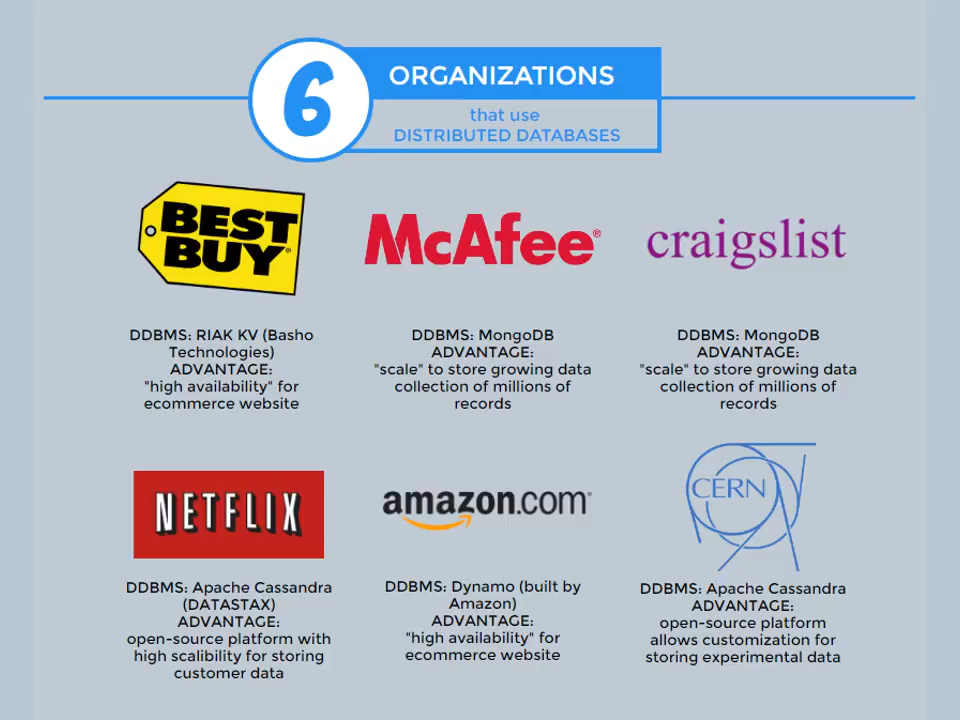 6
ORGANIZATIONS
that use
DISTRIBUTED DATABASES
BEST
BUY®
McAfee®
craigslist
DDBMS: RIAK KV (Basho
Technologies)
ADVANTAGE:
"high availability" for
ecommerce website
DDBMS: MongoDB
ADVANTAGE:
"scale" to store growing data
collection of millions of
records
DDBMS: MongoDB
ADVANTAGE:
"scale" to store growing data
collection of millions of
records
NETFLIX
amazon.com®
CERN
DDBMS: Apache Cassandra
(DATASTAX)
ADVANTAGE:
open-source platform with
high scalibility for storing
customer data
DDBMS: Dynamo (built by
Amazon)
ADVANTAGE:
"high availability" for
ecommerce website
DDBMS: Apache Cassandra
ADVANTAGE:
open-source platform
allows customization for
storing experimental data